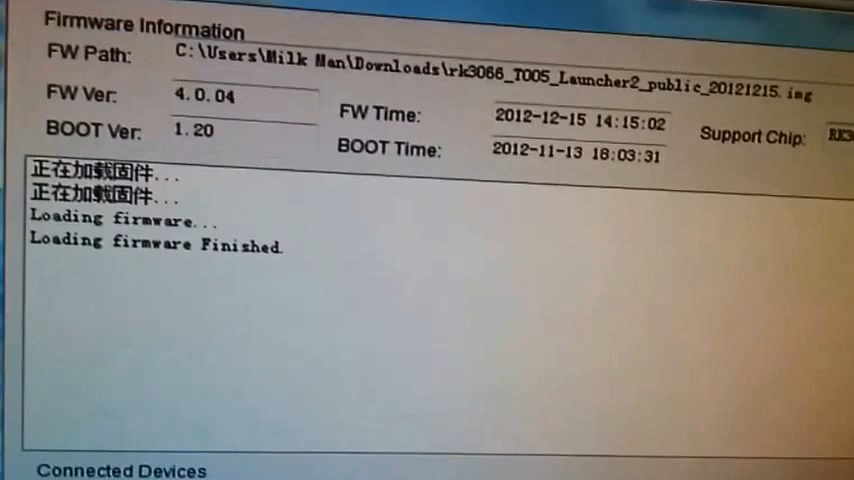 Firmware Information
FW Path: C:\Users\Milk Man\Downloads\rk3066_T005_Launcher2_public_20121215.img
FW Ver: 4.0.04 FW Time: 2012-12-15 14:15:02 Support Chip:
BOOT Ver: 1.20 BOOT Time: 2012-11-13 18:03:31
正在加载固件...
正在加载固件...
Loading firmware...
Loading firmware Finished.
Connected Devices